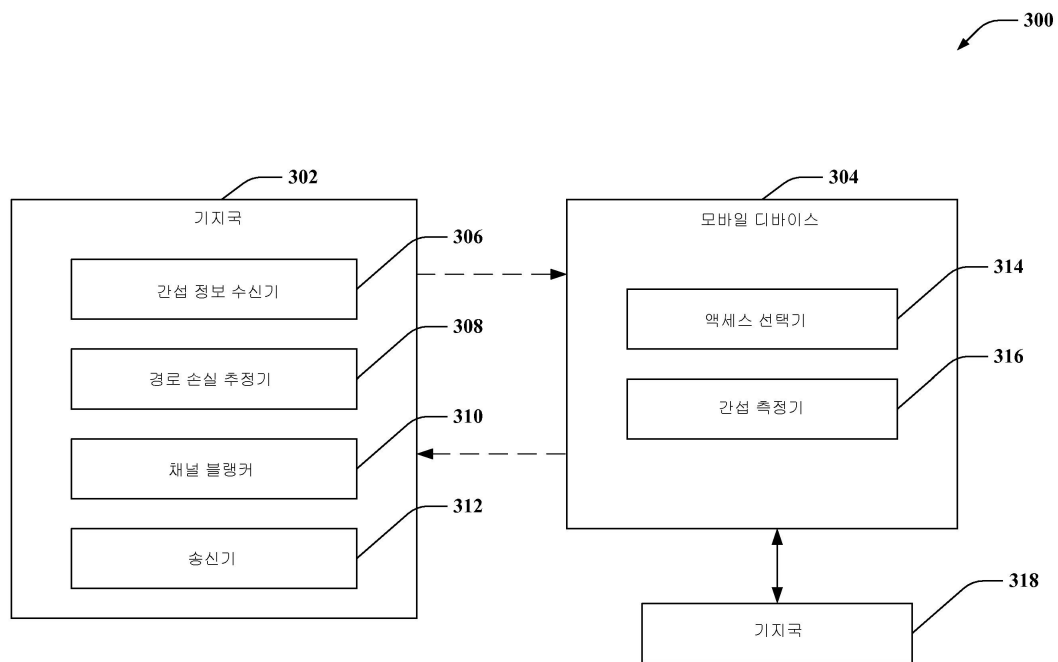 300
302
기지국
306
간섭 정보 수신기
308
경로 손실 추정기
310
채널 블랭커
312
송신기
304
모바일 디바이스
314
액세스 선택기
316
간섭 측정기
318
기지국